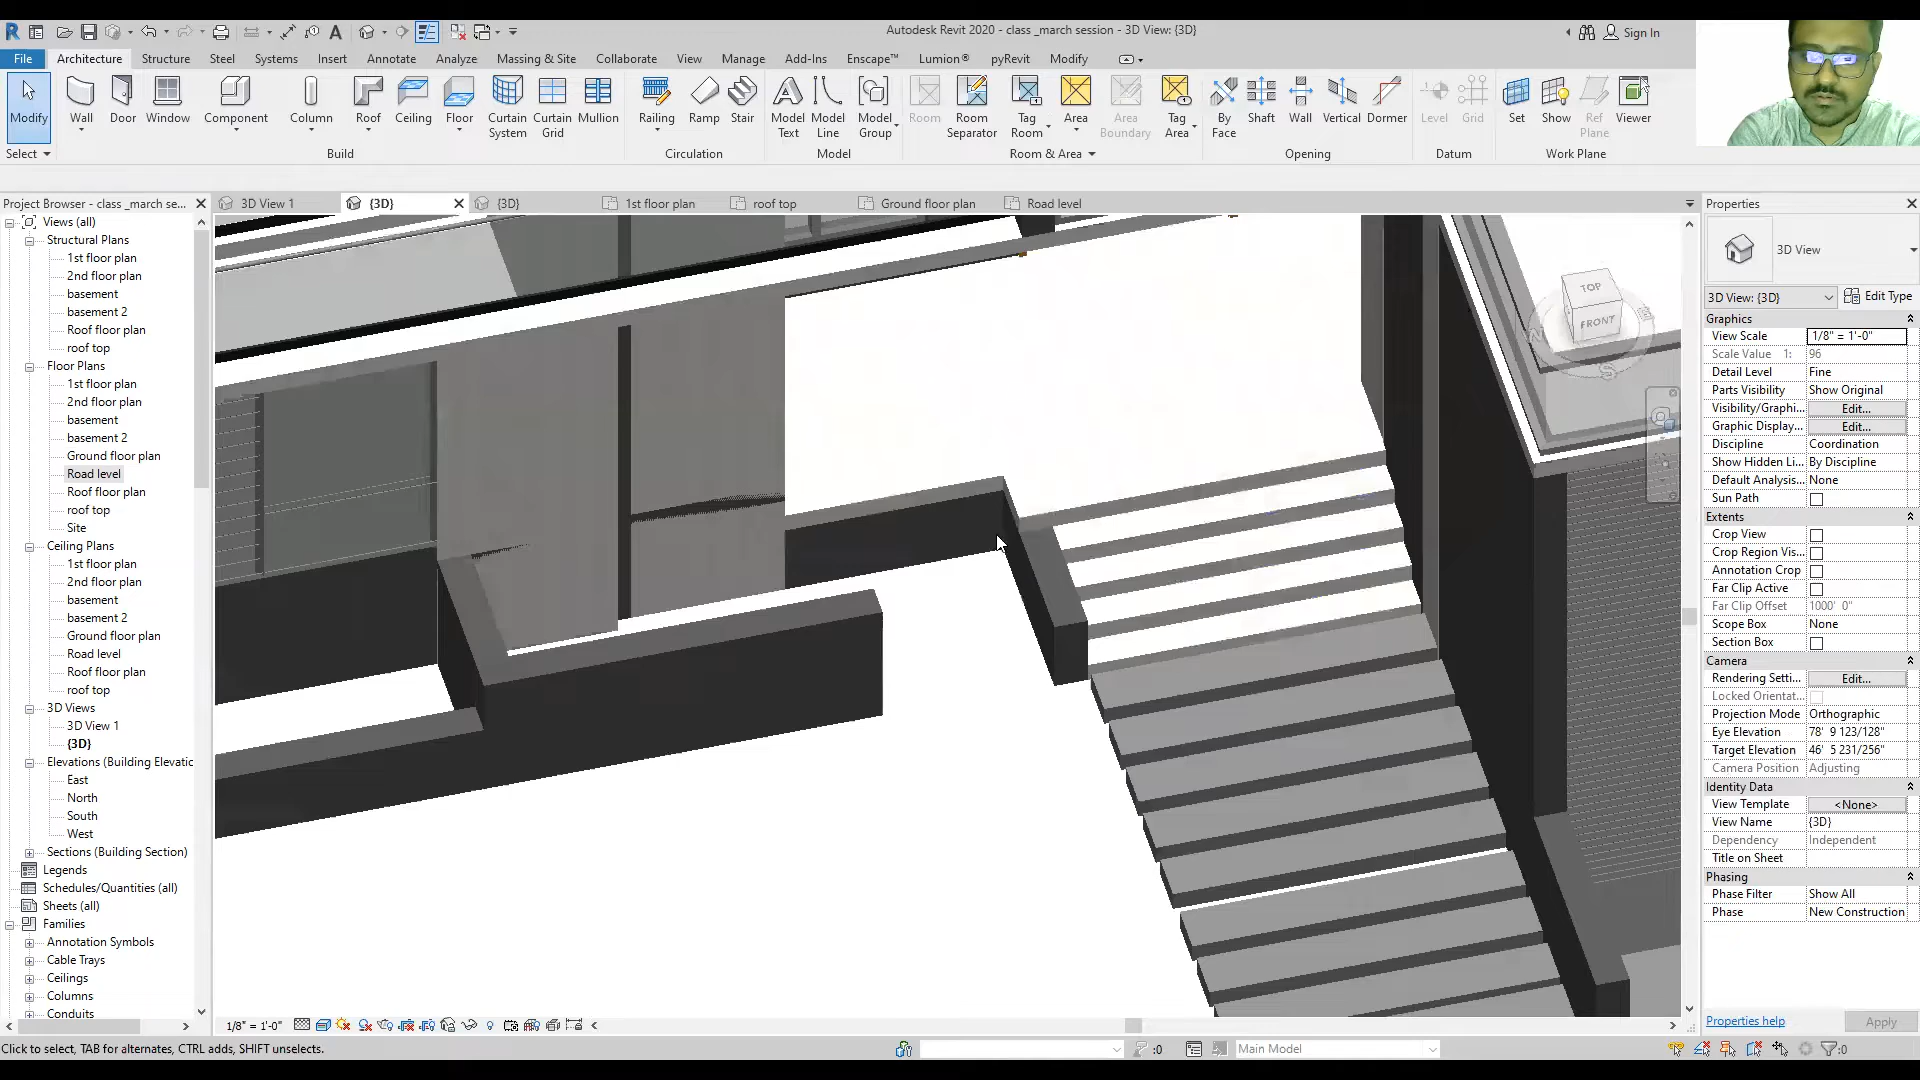 Autodesk Revit 2020 - class _march session - 3D View: {3D}
Sign In
File Architecture Structure Steel Systems Insert Annotate Analyze Massing & Site Collaborate View Manage Add-Ins Enscape™ Lumion® pyRevit Modify
Modify Wall Door Window Component Column Roof Ceiling Floor Curtain System Curtain Grid Mullion Railing Ramp Stair Model Text Model Line Model Group Room Room Separator Tag Room Area Area Boundary Tag Area By Face Shaft Wall Vertical Dormer Level Grid Set Show Ref Plane Viewer
Select Build Circulation Model Room & Area Opening Datum Work Plane
Project Browser - class _march se...
3D View 1 {3D} {3D} 1st floor plan roof top Ground floor plan Road level
Views (all)
Structural Plans
1st floor plan
2nd floor plan
basement
basement 2
Roof floor plan
roof top
Floor Plans
1st floor plan
2nd floor plan
basement
basement 2
Ground floor plan
Road level
Roof floor plan
roof top
Site
Ceiling Plans
1st floor plan
2nd floor plan
basement
basement 2
Ground floor plan
Road level
Roof floor plan
roof top
3D Views
3D View 1
{3D}
Elevations (Building Elevatio
East
North
South
West
Sections (Building Section)
Legends
Schedules/Quantities (all)
Sheets (all)
Families
Annotation Symbols
Cable Trays
Ceilings
Columns
Conduits
TOP
FRONT
Properties
3D View
3D View: {3D} Edit Type
Graphics
View Scale 1/8" = 1'-0"
Scale Value 1: 96
Detail Level Fine
Parts Visibility Show Original
Visibility/Graphi... Edit...
Graphic Display... Edit...
Discipline Coordination
Show Hidden Li... By Discipline
Default Analysis... None
Sun Path
Extents
Crop View
Crop Region Vis...
Annotation Crop
Far Clip Active
Far Clip Offset 1000' 0"
Scope Box None
Section Box
Camera
Rendering Setti... Edit...
Locked Orientat...
Projection Mode Orthographic
Eye Elevation 78' 9 123/128"
Target Elevation 46' 5 231/256"
Camera Position Adjusting
Identity Data
View Template <None>
View Name {3D}
Dependency Independent
Title on Sheet
Phasing
Phase Filter Show All
Phase New Construction
Properties help Apply
1/8" = 1'-0"
Click to select, TAB for alternates, CTRL adds, SHIFT unselects.
:0
Main Model
:0